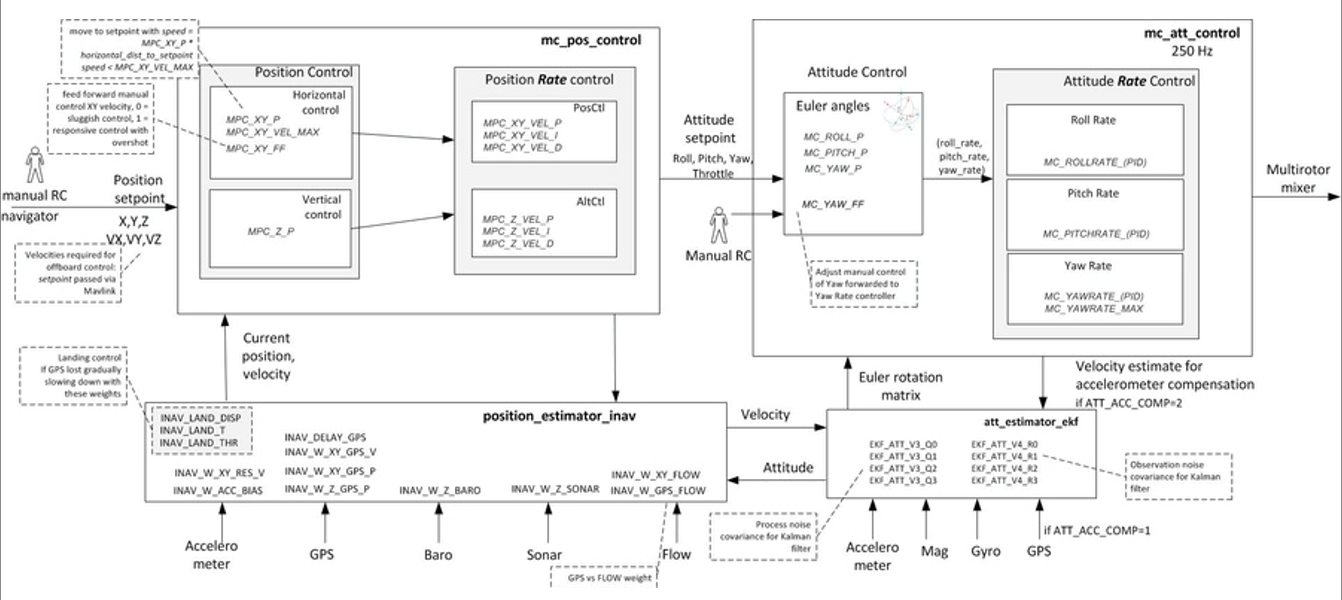 move to setpoint with speed =
MPC_XY_P *
horizontal_dist_to_setpoint
speed < MPC_XY_VEL_MAX
feed forward manual
control XY velocity, 0 =
sluggish control, 1 =
responsive control with
overshot
manual RC
navigator
Position
setpoint
X,Y,Z
VX,VY,VZ
Velocities required for
offboard control:
setpoint passed via
Mavlink
mc_pos_control
Position Control
Horizontal
control
MPC_XY_P
MPC_XY_VEL_MAX
MPC_XY_FF
Vertical
control
MPC_Z_P
Position Rate control
PosCtl
MPC_XY_VEL_P
MPC_XY_VEL_I
MPC_XY_VEL_D
AltCtl
MPC_Z_VEL_P
MPC_Z_VEL_I
MPC_Z_VEL_D
Attitude
setpoint
Roll, Pitch, Yaw,
Throttle
Manual RC
mc_att_control
250 Hz
Attitude Control
Euler angles
MC_ROLL_P
MC_PITCH_P
MC_YAW_P
MC_YAW_FF
Adjust manual control
of Yaw forwarded to
Yaw Rate controller
(roll_rate,
pitch_rate,
yaw_rate)
Attitude Rate Control
Roll Rate
MC_ROLLRATE_(PID)
Pitch Rate
MC_PITCHRATE_(PID)
Yaw Rate
MC_YAWRATE_(PID)
MC_YAWRATE_MAX
Multirotor
mixer
Current
position,
velocity
Landing control
If GPS lost gradually
slowing down with
these weights
position_estimator_inav
INAV_LAND_DISP
INAV_LAND_T
INAV_LAND_THR
INAV_W_XY_RES_V
INAV_W_ACC_BIAS
INAV_DELAY_GPS
INAV_W_XY_GPS_V
INAV_W_XY_GPS_P
INAV_W_Z_GPS_P
INAV_W_Z_BARO
INAV_W_Z_SONAR
INAV_W_XY_FLOW
INAV_W_GPS_FLOW
Accelero
meter
GPS
Baro
Sonar
Flow
GPS vs FLOW weight
Velocity
Attitude
Euler rotation
matrix
Velocity estimate for
accelerometer compensation
if ATT_ACC_COMP=2
att_estimator_ekf
EKF_ATT_V3_Q0
EKF_ATT_V3_Q1
EKF_ATT_V3_Q2
EKF_ATT_V3_Q3
EKF_ATT_V4_R0
EKF_ATT_V4_R1
EKF_ATT_V4_R2
EKF_ATT_V4_R3
Observation noise
covariance for Kalman
filter
Process noise
covariance for Kalman
filter
Accelero
meter
Mag
Gyro
GPS
if ATT_ACC_COMP=1